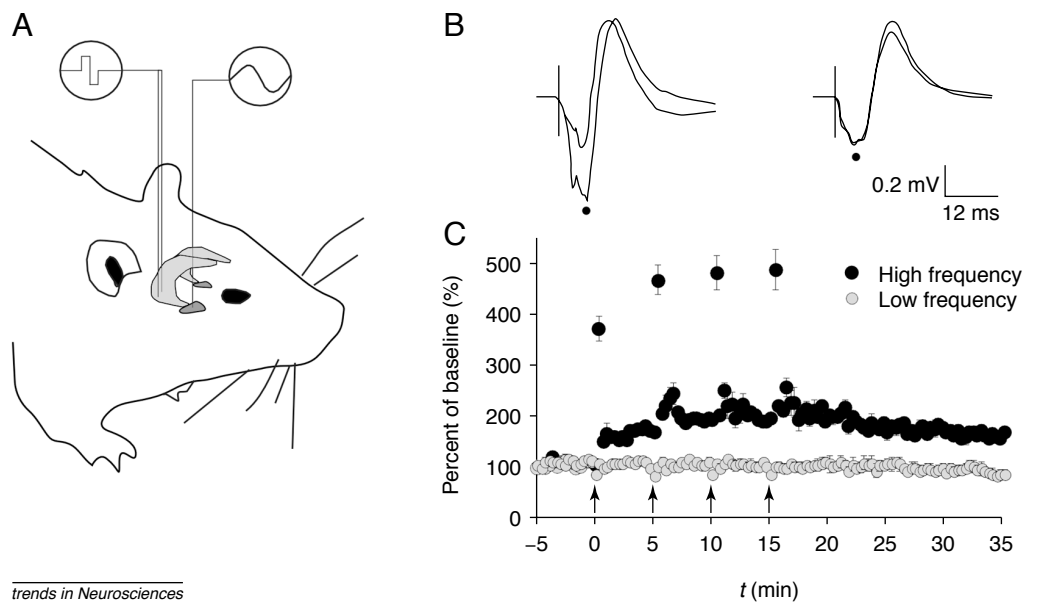 A
B
0.2 mV
12 ms
C
Percent of baseline (%)
500
400
300
200
100
0
High frequency
Low frequency
−5 0 5 10 15 20 25 30 35
t (min)
trends in Neurosciences